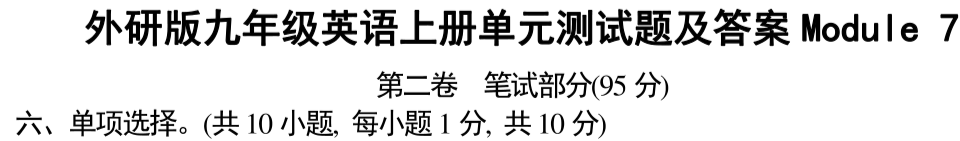 外研版九年级英语上册单元测试题及答案 Module 7
第二卷　笔试部分(95 分)
六、单项选择。(共 10 小题, 每小题 1 分, 共 10 分)